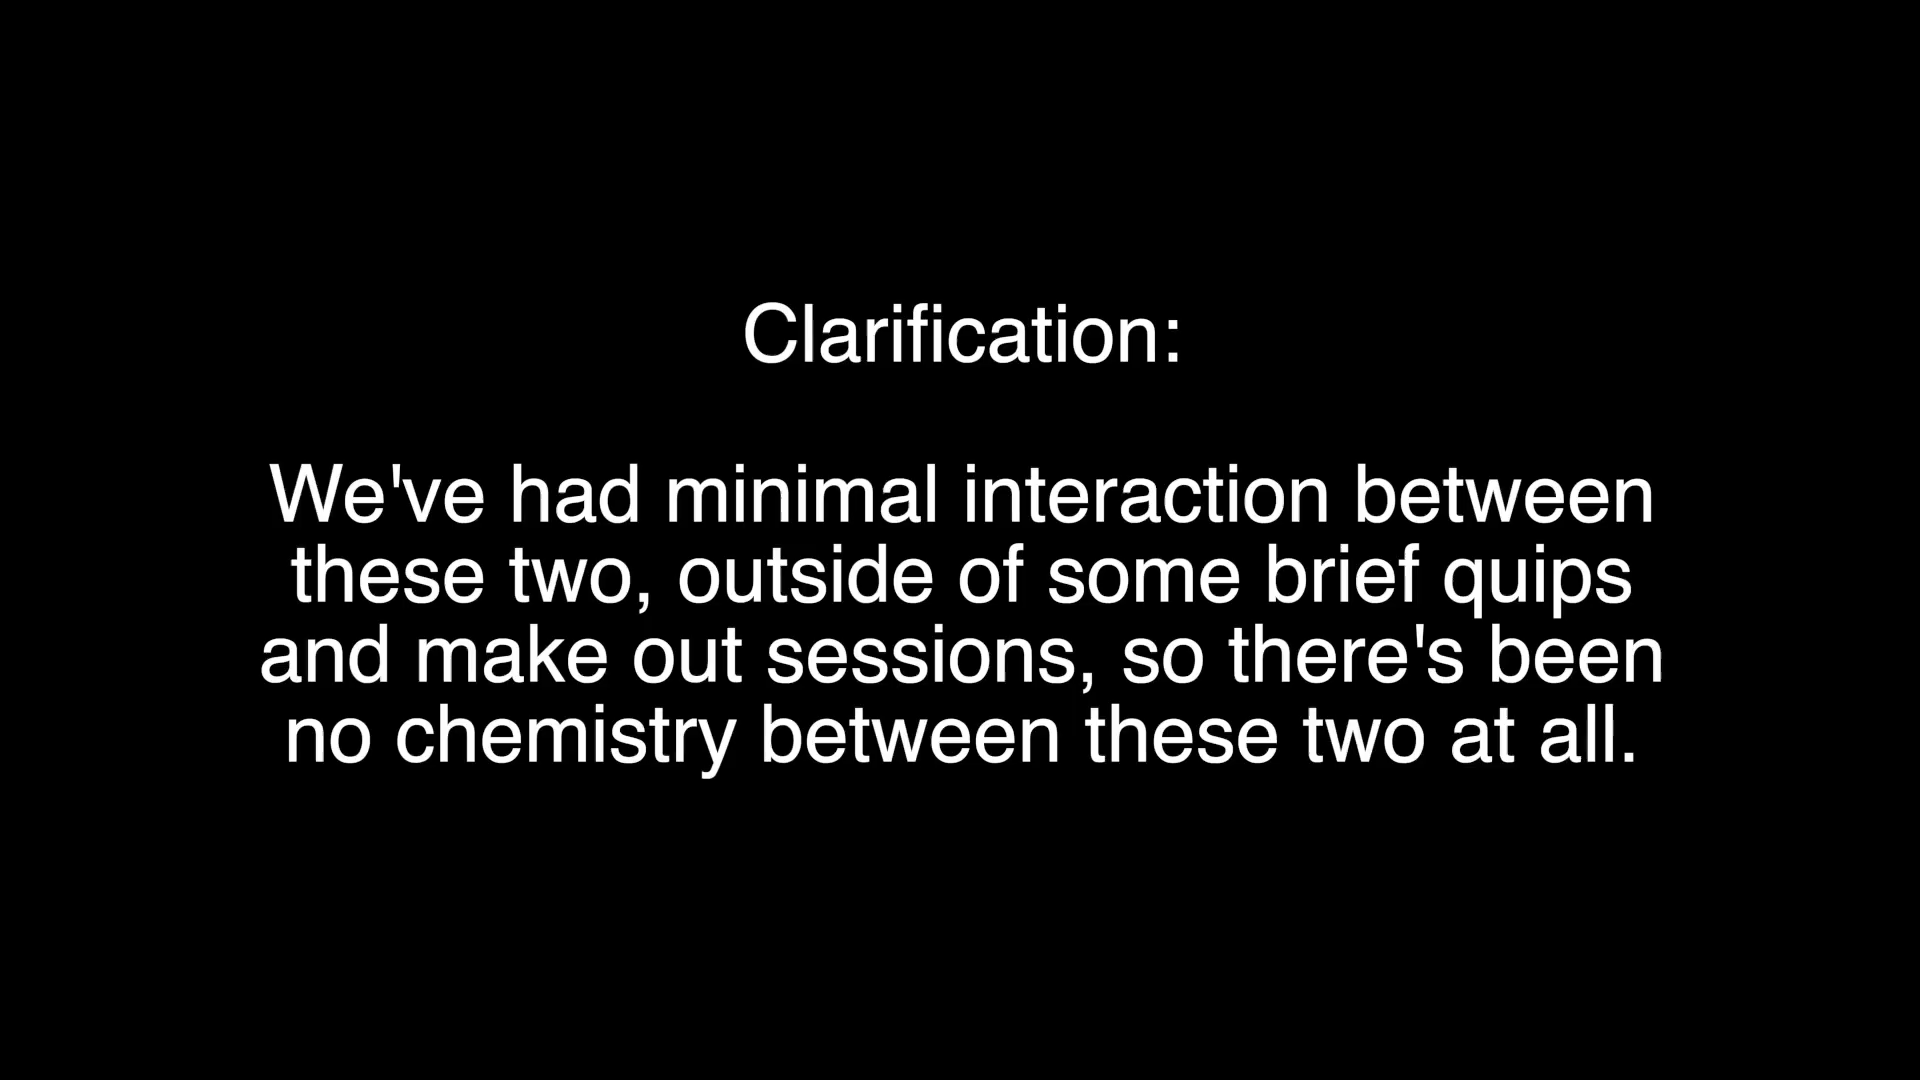 Clarification:
We've had minimal interaction between
these two, outside of some brief quips
and make out sessions, so there's been
no chemistry between these two at all.